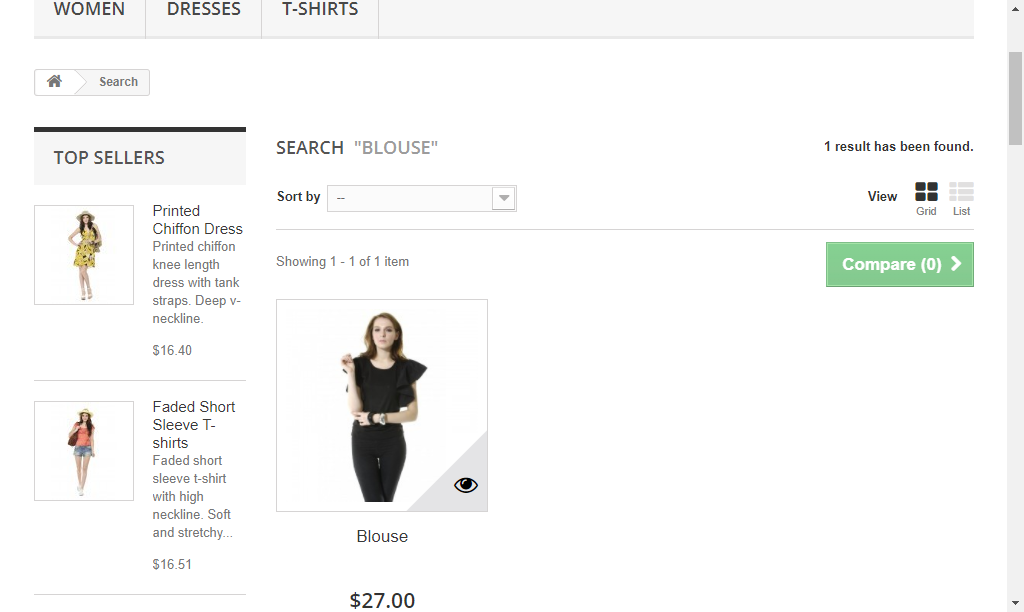 WOMEN
DRESSES
T-SHIRTS
Search
TOP SELLERS
Printed
Chiffon Dress
Printed chiffon
knee length
dress with tank
straps. Deep v-
neckline.
$16.40
Faded Short
Sleeve T-
shirts
Faded short
sleeve t-shirt
with high
neckline. Soft
and stretchy...
$16.51
SEARCH "BLOUSE"
1 result has been found.
Sort by
--
View
Grid
List
Showing 1 - 1 of 1 item
Compare (0)
Blouse
$27.00